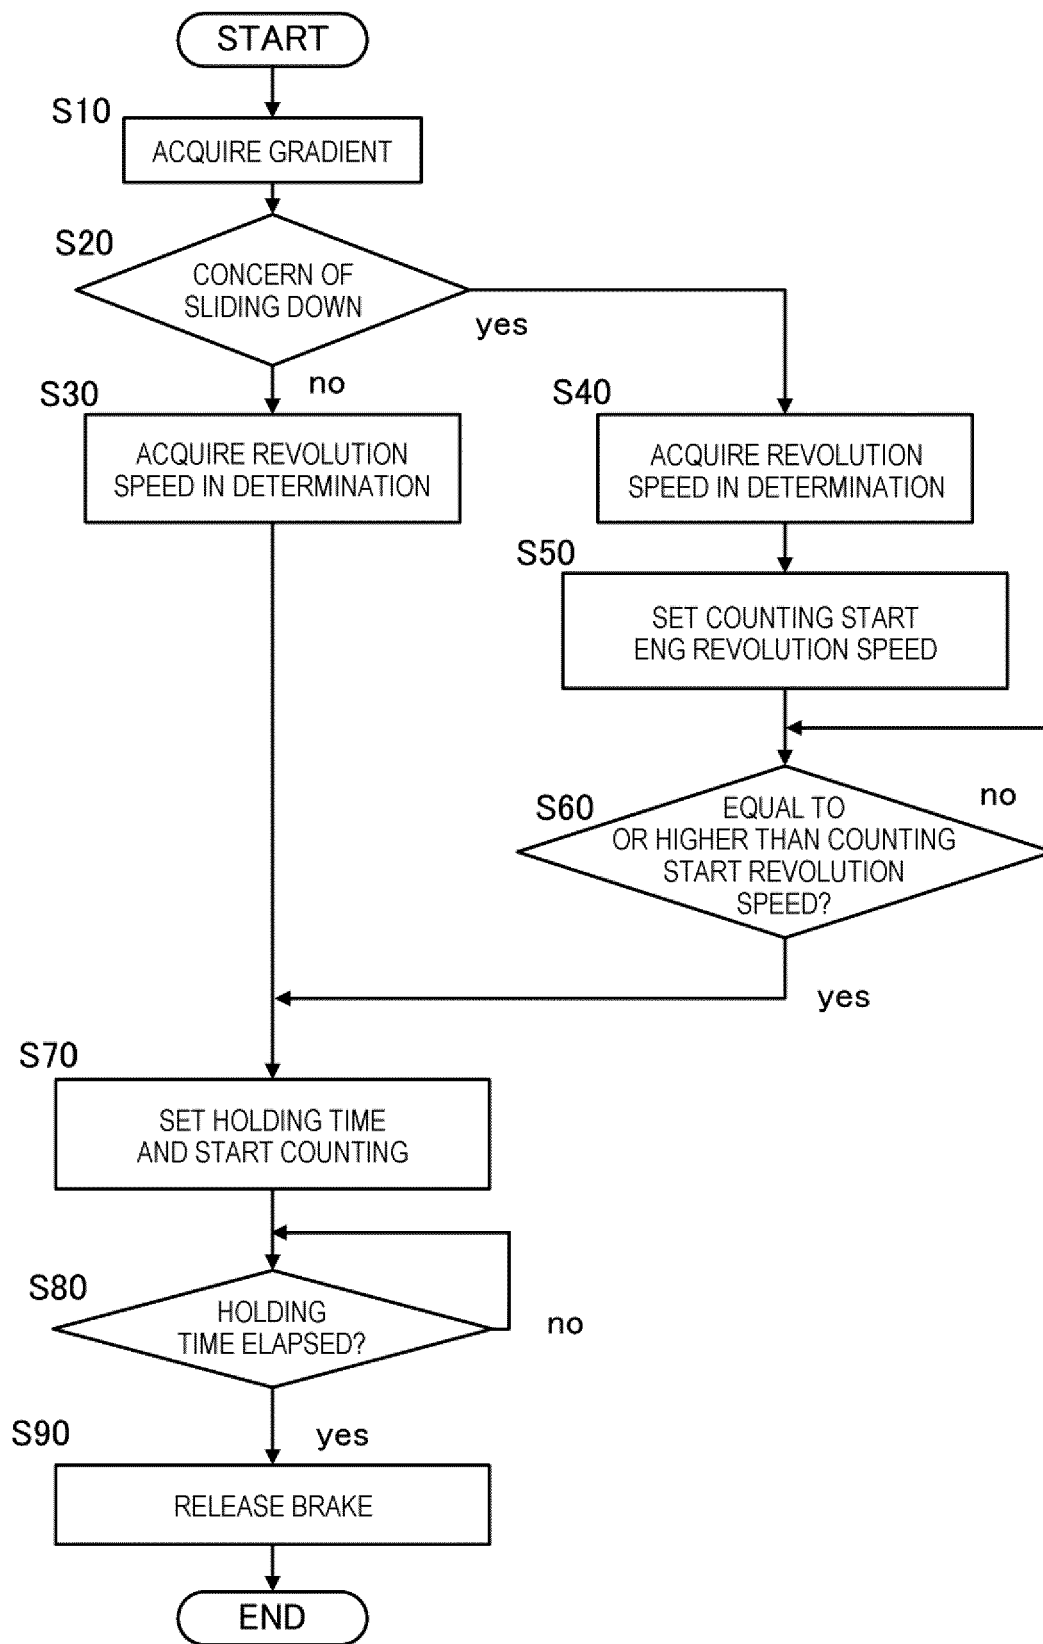 START
S10
ACQUIRE GRADIENT
S20
CONCERN OF
SLIDING DOWN
yes
no
S30
ACQUIRE REVOLUTION
SPEED IN DETERMINATION
S40
ACQUIRE REVOLUTION
SPEED IN DETERMINATION
S50
SET COUNTING START
ENG REVOLUTION SPEED
S60
EQUAL TO
OR HIGHER THAN COUNTING
START REVOLUTION
SPEED?
no
yes
S70
SET HOLDING TIME
AND START COUNTING
S80
HOLDING
TIME ELAPSED?
no
yes
S90
RELEASE BRAKE
END